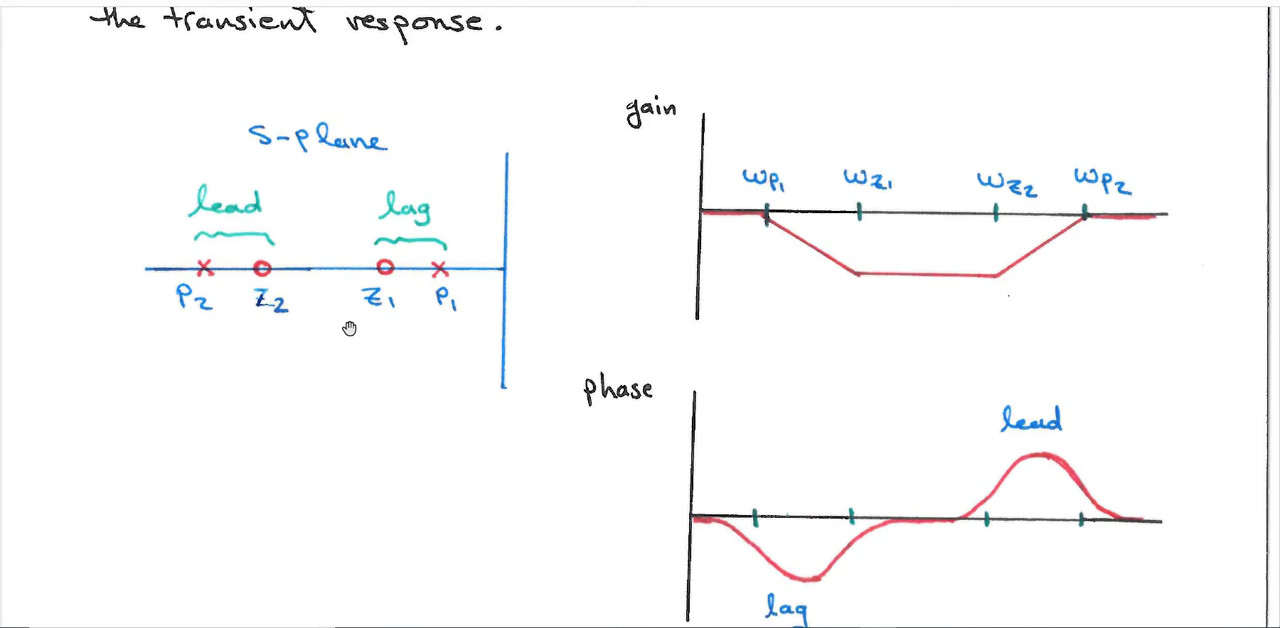 the transient response.
s-plane
lead lag
P2 Z2 Z1 P1
gain
ωP1 ωZ1 ωZ2 ωP2
phase
lead
lag